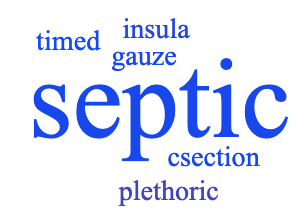 insula
timed
gauze
septic
csection
plethoric